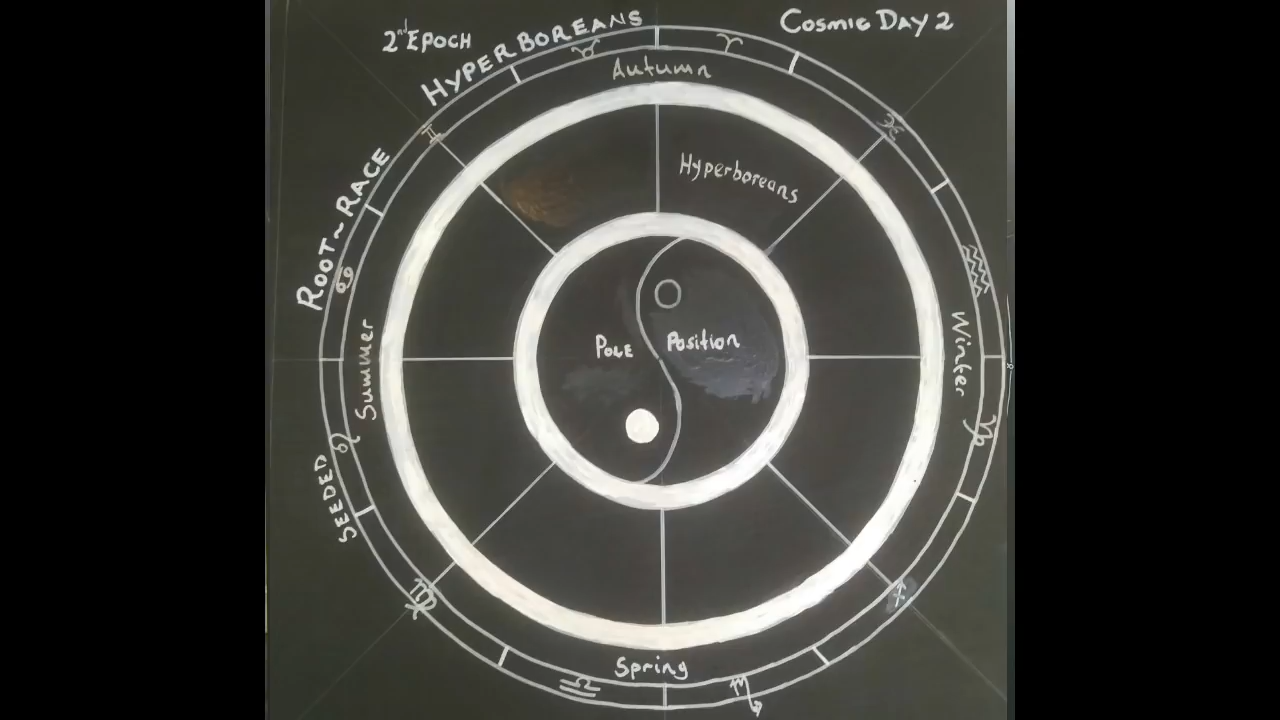 2nd EPOCH
HYPERBOREANS
COSMIC DAY 2
ROOT~RACE
SEEDED
Autumn
♉ ♈
♊ ♓
♋ ♒
♌ ♑
♍ ♐
♎ ♏
Hyperboreans
Summer
Winter
POLE Position
Spring